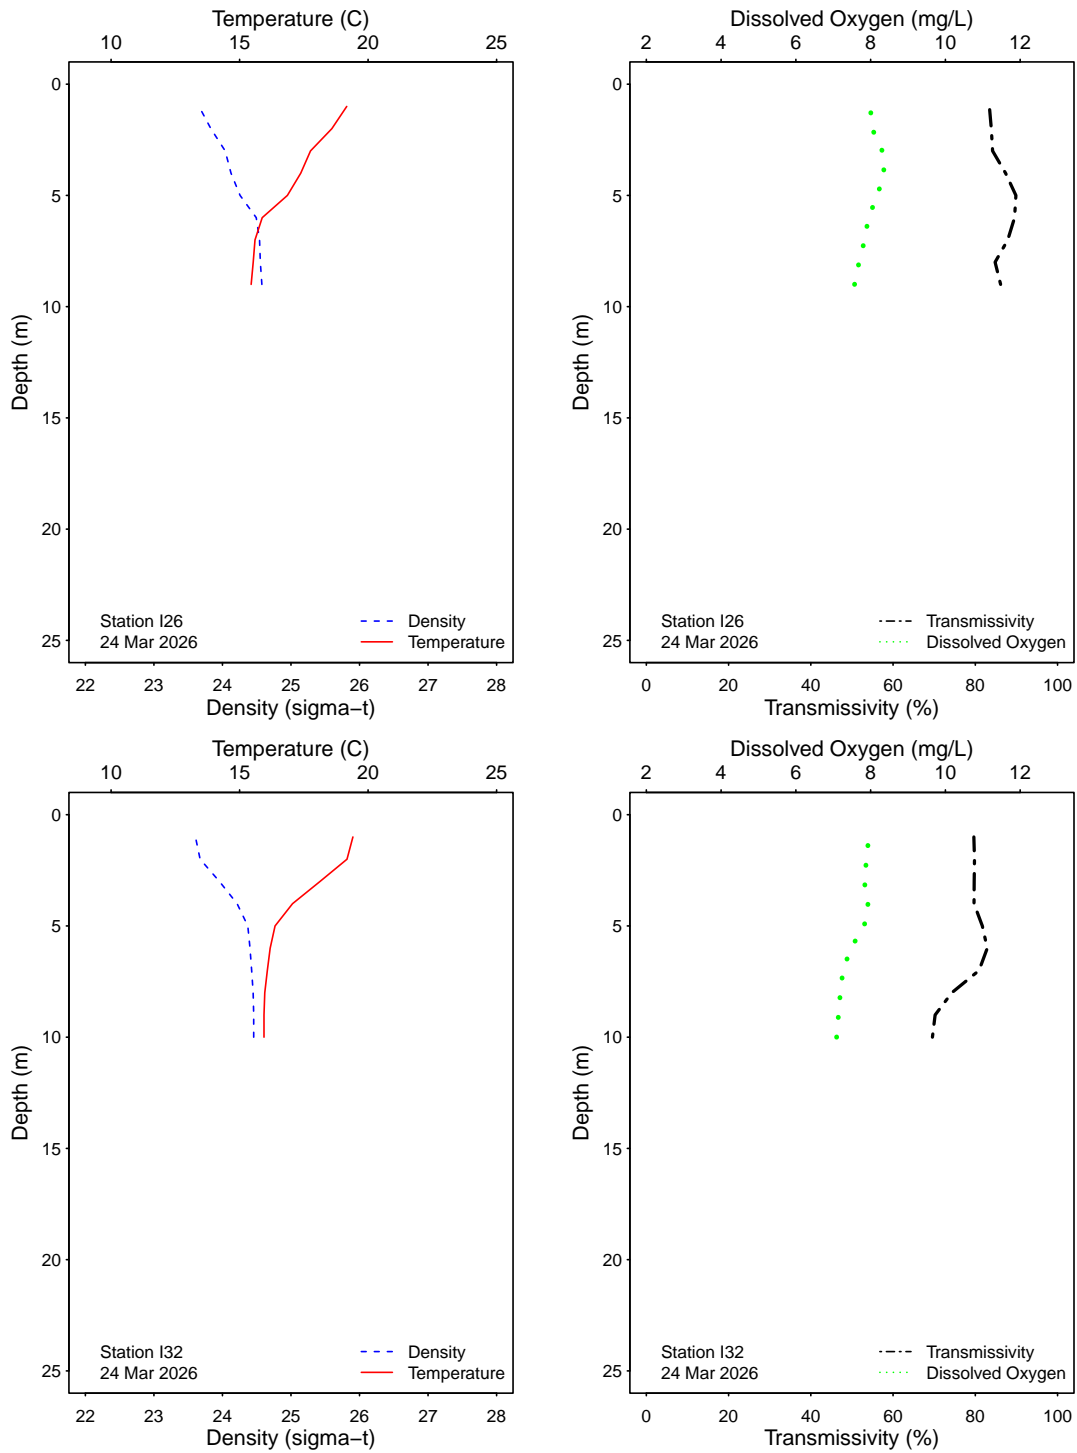 Temperature (C)
10 15 20 25
0
5
10
15
20
25
Depth (m)
Station I26
24 Mar 2026
Density
Temperature
22 23 24 25 26 27 28
Density (sigma−t)
Dissolved Oxygen (mg/L)
2 4 6 8 10 12
0
5
10
15
20
25
Depth (m)
Station I26
24 Mar 2026
Transmissivity
Dissolved Oxygen
0 20 40 60 80 100
Transmissivity (%)
Temperature (C)
10 15 20 25
0
5
10
15
20
25
Depth (m)
Station I32
24 Mar 2026
Density
Temperature
22 23 24 25 26 27 28
Density (sigma−t)
Dissolved Oxygen (mg/L)
2 4 6 8 10 12
0
5
10
15
20
25
Depth (m)
Station I32
24 Mar 2026
Transmissivity
Dissolved Oxygen
0 20 40 60 80 100
Transmissivity (%)